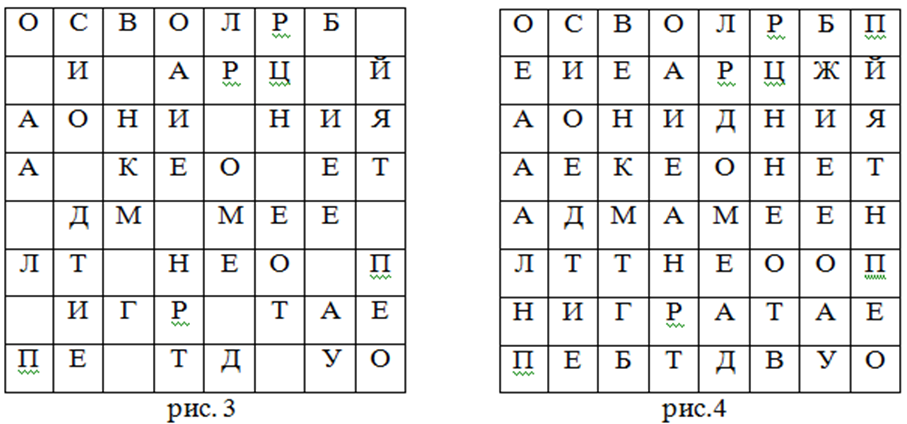 О С В О Л Р Б
И А Р Ц Й
А О Н И Н И Я
А К Е О Е Т
Д М М Е Е
Л Т Н Е О П
И Г Р Т А Е
П Е Т Д У О
рис. 3
О С В О Л Р Б П
Е И Е А Р Ц Ж Й
А О Н И Д Н И Я
А Е К Е О Н Е Т
А Д М А М Е Е Н
Л Т Т Н Е О О П
Н И Г Р А Т А Е
П Е Б Т Д В У О
рис.4